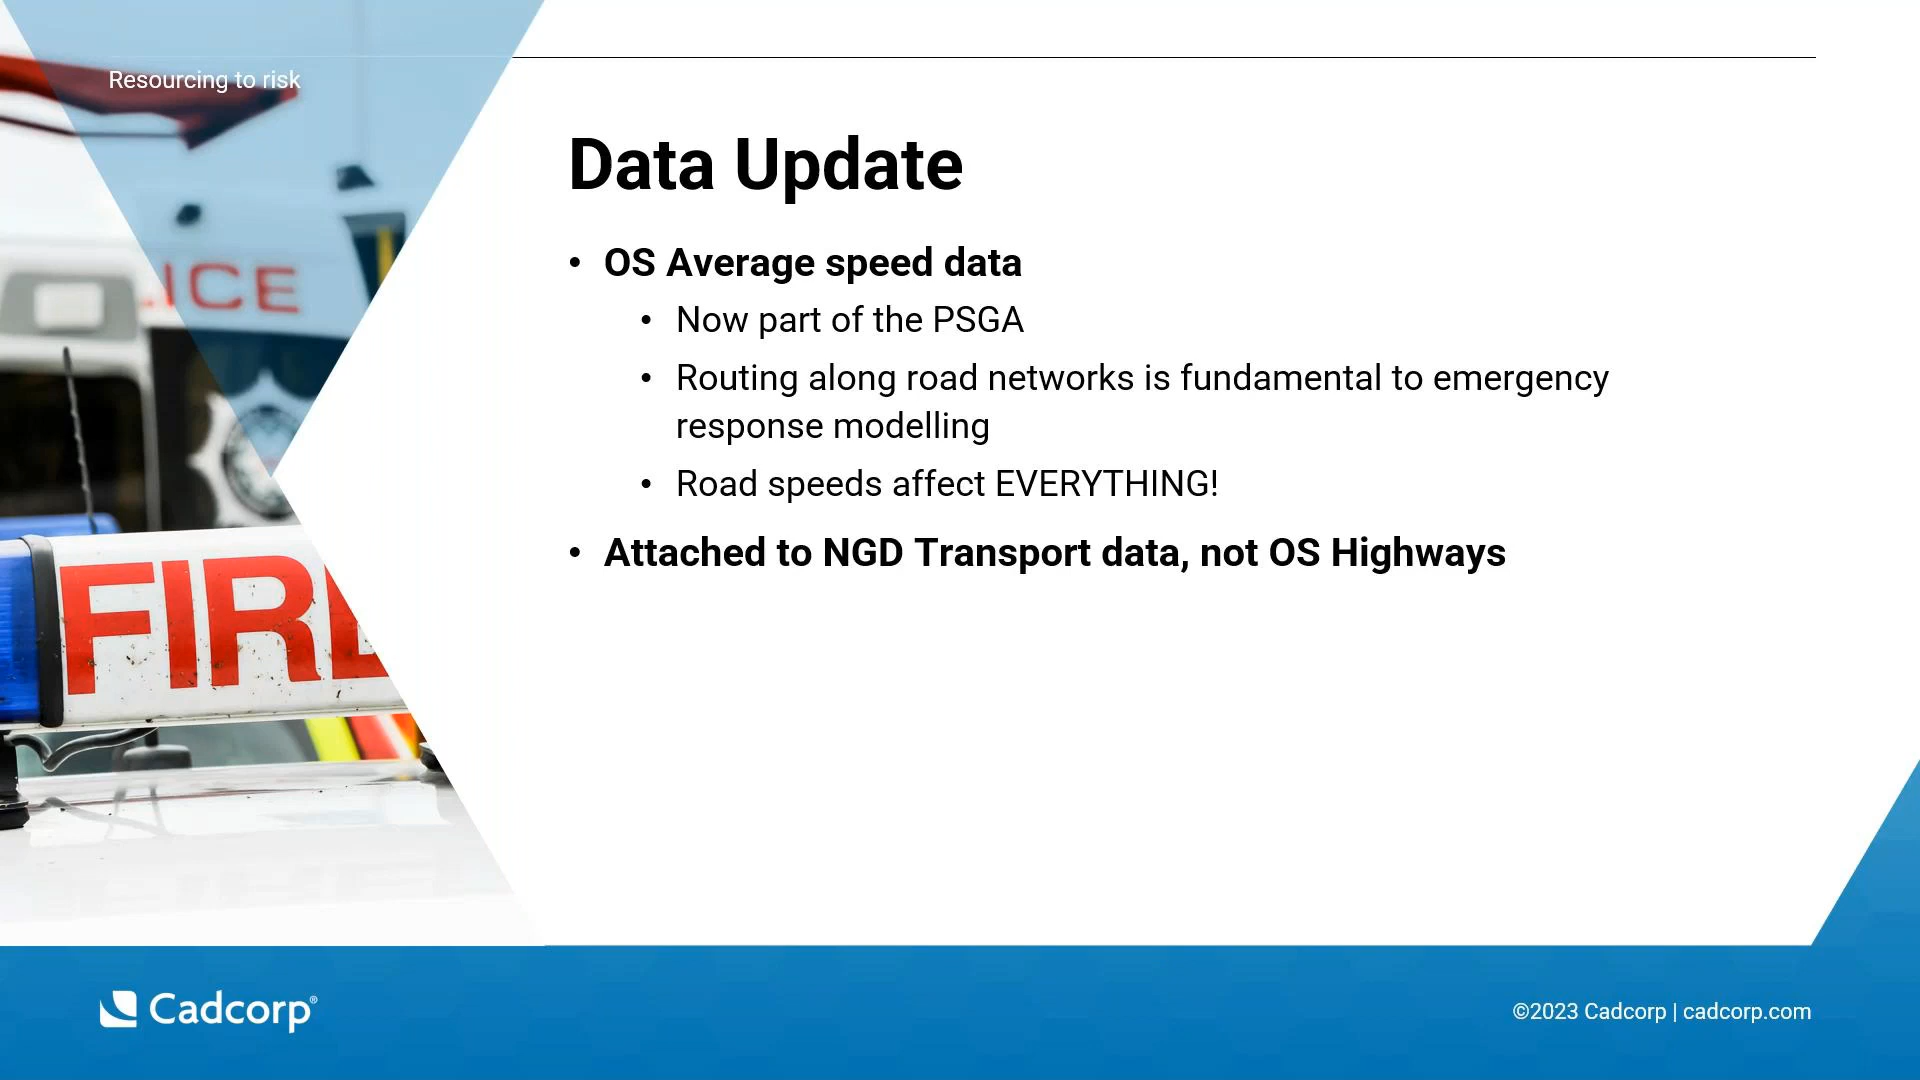 Resourcing to risk
Data Update
• OS Average speed data
• Now part of the PSGA
• Routing along road networks is fundamental to emergency
response modelling
• Road speeds affect EVERYTHING!
• Attached to NGD Transport data, not OS Highways
LICE
FIRE
Cadcorp®
©2023 Cadcorp | cadcorp.com